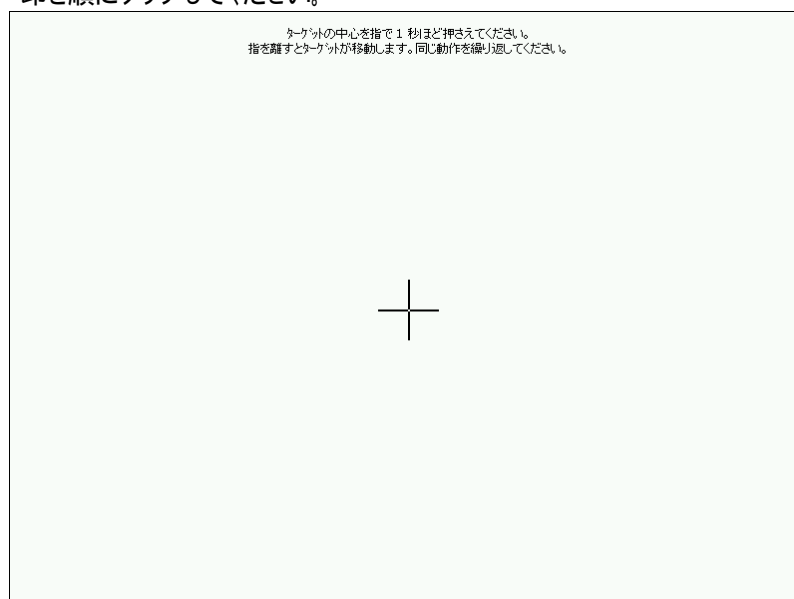 印を順にタッチしてください。
ターゲットの中心を指で 1 秒ほど押さえてください。
指を離すとターゲットが移動します。同じ動作を繰り返してください。